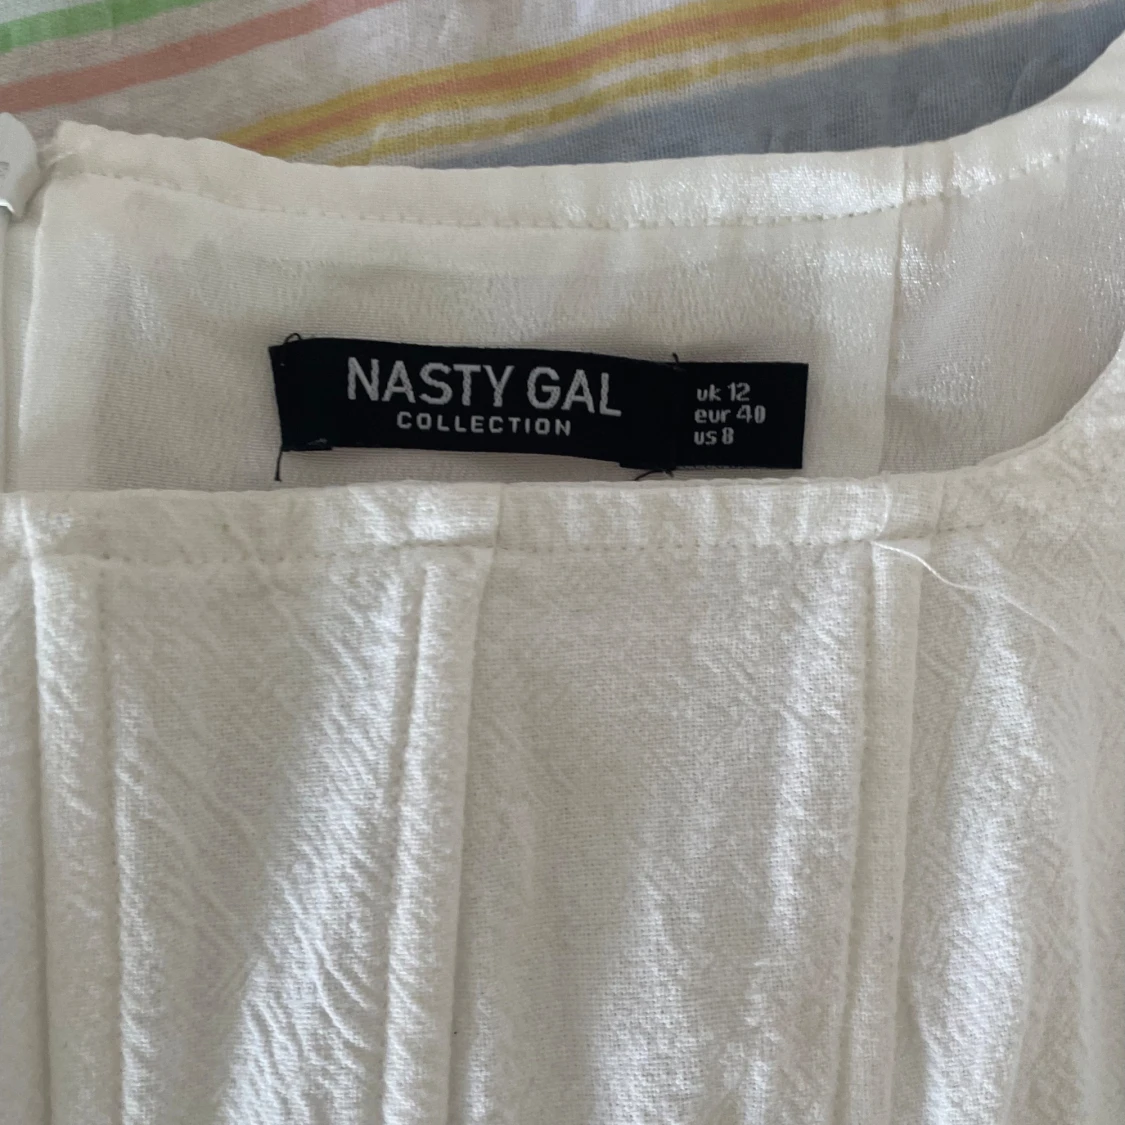 NASTY GAL
COLLECTION
uk 12
eur 40
us 8